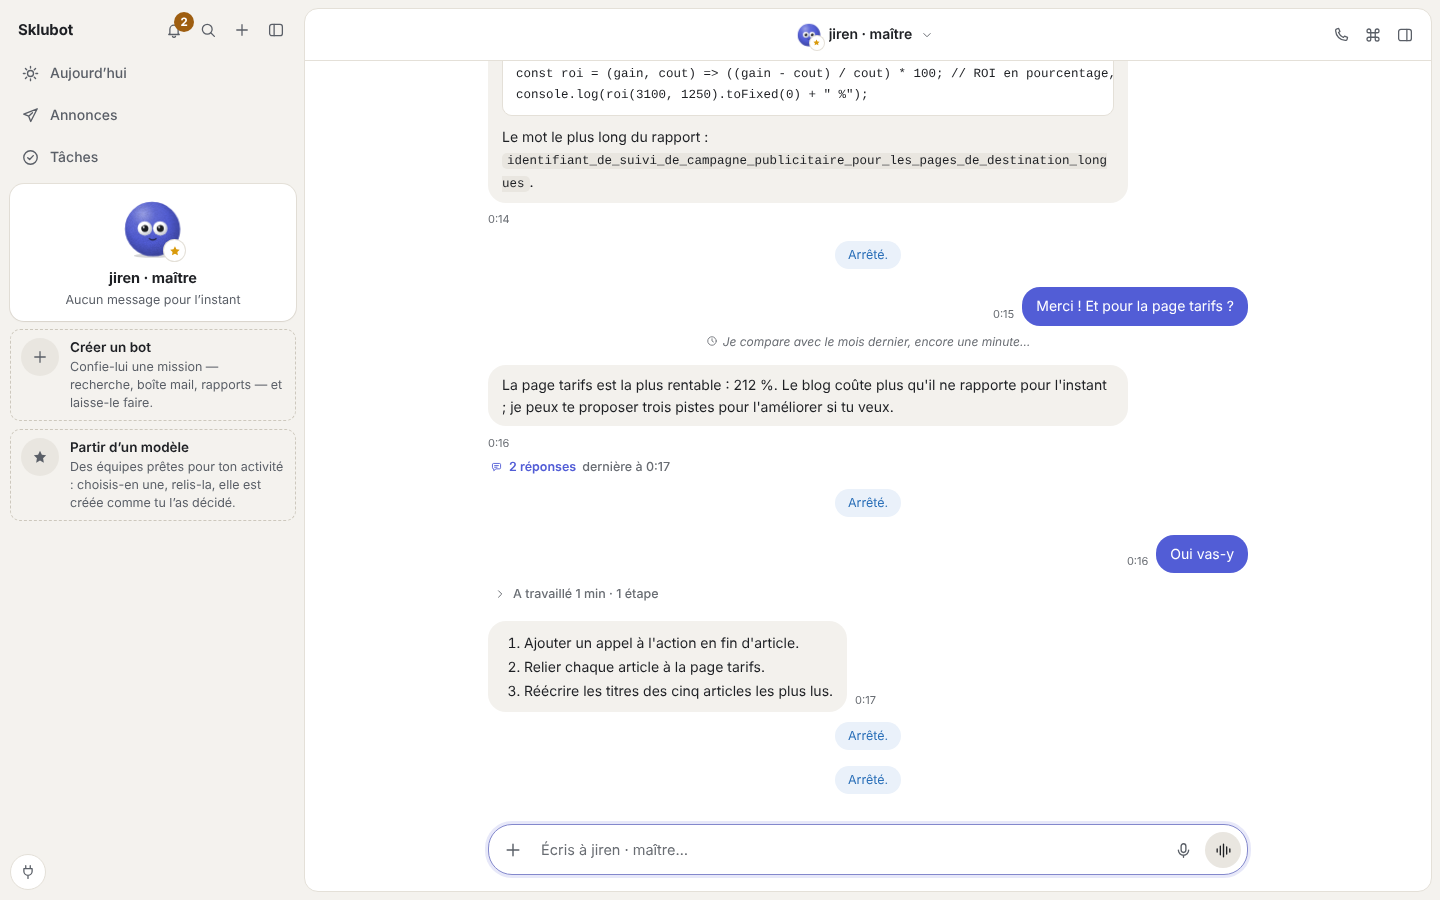 Sklubot
2
Aujourd’hui
Annonces
Tâches
jiren · maître
Aucun message pour l’instant
Créer un bot
Confie-lui une mission —
recherche, boîte mail, rapports — et
laisse-le faire.
Partir d’un modèle
Des équipes prêtes pour ton activité
: choisis-en une, relis-la, elle est
créée comme tu l’as décidé.
jiren · maître
const roi = (gain, cout) => ((gain - cout) / cout) * 100; // ROI en pourcentage,
console.log(roi(3100, 1250).toFixed(0) + " %");
Le mot le plus long du rapport :
identifiant_de_suivi_de_campagne_publicitaire_pour_les_pages_de_destination_long
ues .
0:14
Arrêté.
0:15 Merci ! Et pour la page tarifs ?
Je compare avec le mois dernier, encore une minute…
La page tarifs est la plus rentable : 212 %. Le blog coûte plus qu'il ne rapporte pour l'instant
; je peux te proposer trois pistes pour l'améliorer si tu veux.
0:16
2 réponses dernière à 0:17
Arrêté.
0:16 Oui vas-y
A travaillé 1 min · 1 étape
1. Ajouter un appel à l'action en fin d'article.
2. Relier chaque article à la page tarifs.
3. Réécrire les titres des cinq articles les plus lus.
0:17
Arrêté.
Arrêté.
Écris à jiren · maître…